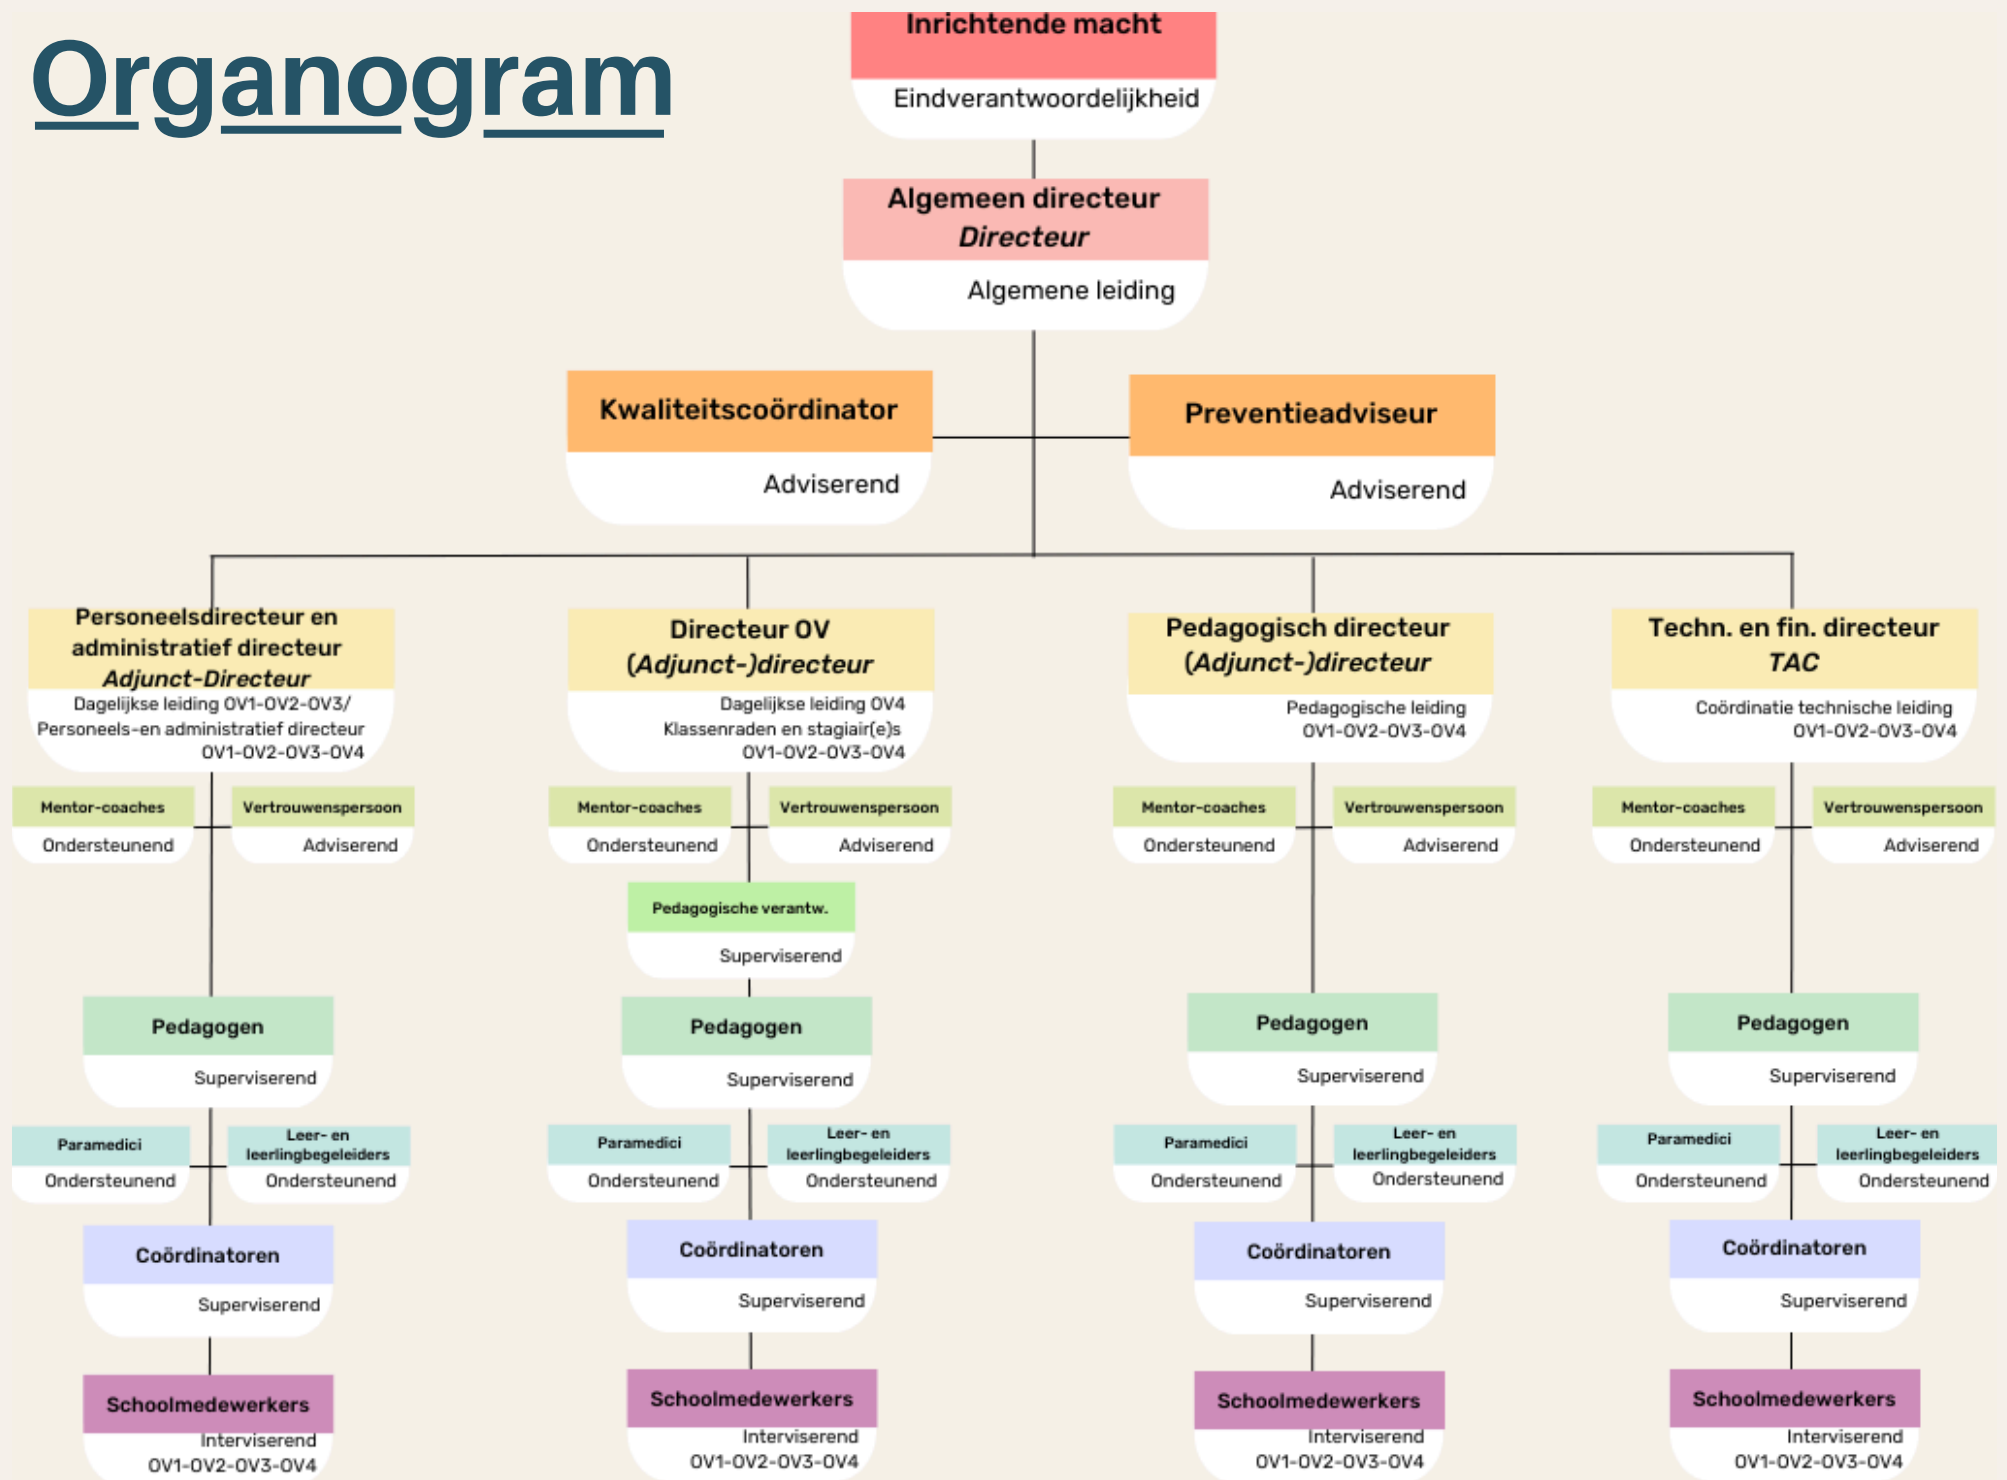 Organogram
Inrichtende macht
Eindverantwoordelijkheid
Algemeen directeur
Directeur
Algemene leiding
Kwaliteitscoördinator
Adviserend
Preventieadviseur
Adviserend
Personeelsdirecteur en
administratief directeur
Adjunct-Directeur
Dagelijkse leiding OV1-OV2-OV3/
Personeels-en administratief directeur
OV1-OV2-OV3-OV4
Directeur OV
(Adjunct-)directeur
Dagelijkse leiding OV4
Klassenraden en stagiair(e)s
OV1-OV2-OV3-OV4
Pedagogisch directeur
(Adjunct-)directeur
Pedagogische leiding
OV1-OV2-OV3-OV4
Techn. en fin. directeur
TAC
Coördinatie technische leiding
OV1-OV2-OV3-OV4
Mentor-coaches
Ondersteunend
Vertrouwenspersoon
Adviserend
Mentor-coaches
Ondersteunend
Vertrouwenspersoon
Adviserend
Mentor-coaches
Ondersteunend
Vertrouwenspersoon
Adviserend
Mentor-coaches
Ondersteunend
Vertrouwenspersoon
Adviserend
Pedagogische verantw.
Superviserend
Pedagogen
Superviserend
Pedagogen
Superviserend
Pedagogen
Superviserend
Pedagogen
Superviserend
Paramedici
Ondersteunend
Leer- en
leerlingbegeleiders
Ondersteunend
Paramedici
Ondersteunend
Leer- en
leerlingbegeleiders
Ondersteunend
Paramedici
Ondersteunend
Leer- en
leerlingbegeleiders
Ondersteunend
Paramedici
Ondersteunend
Leer- en
leerlingbegeleiders
Ondersteunend
Coördinatoren
Superviserend
Coördinatoren
Superviserend
Coördinatoren
Superviserend
Coördinatoren
Superviserend
Schoolmedewerkers
Interviserend
OV1-OV2-OV3-OV4
Schoolmedewerkers
Interviserend
OV1-OV2-OV3-OV4
Schoolmedewerkers
Interviserend
OV1-OV2-OV3-OV4
Schoolmedewerkers
Interviserend
OV1-OV2-OV3-OV4